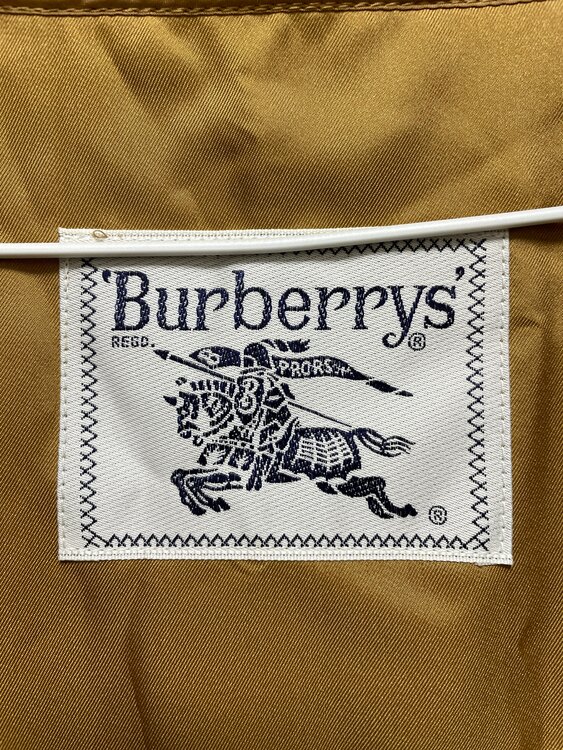 'Burberrys'
REGD. ®
PRORSUM
®